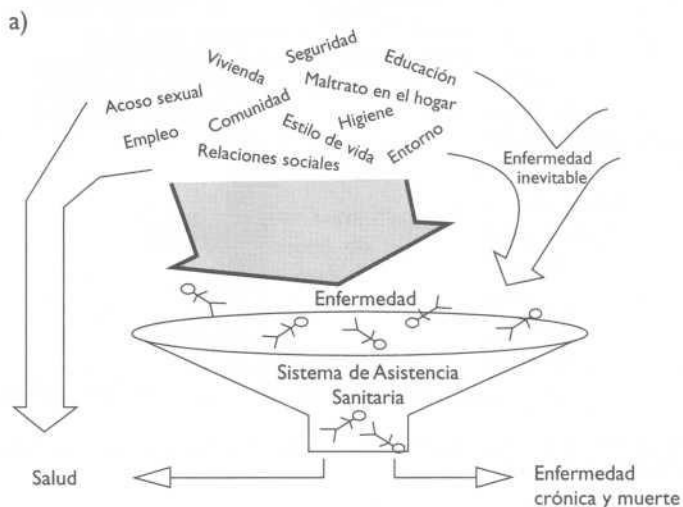 a)
Seguridad
Vivienda
Educación
Acoso sexual
Maltrato en el hogar
Comunidad
Higiene
Empleo
Estilo de vida
Entorno
Relaciones sociales
Enfermedad
inevitable
Enfermedad
Sistema de Asistencia
Sanitaria
Salud
Enfermedad
crónica y muerte